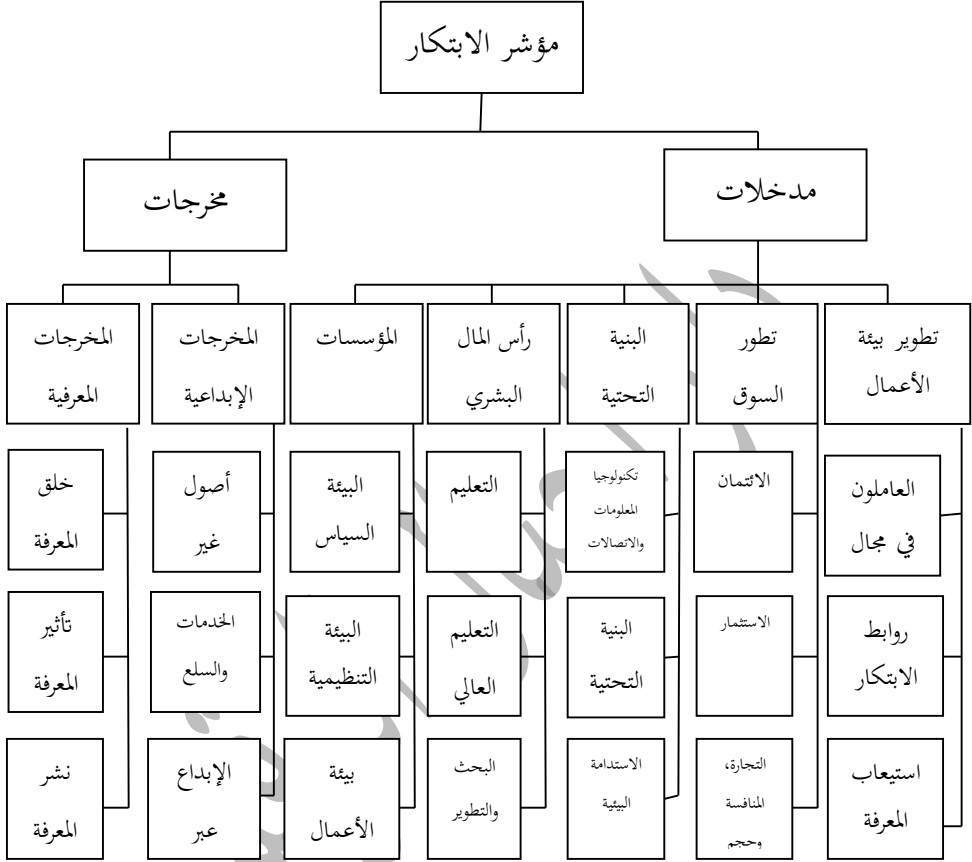 مؤشر الابتكار
مدخلات
مخرجات
تطوير بيئة
الأعمال
تطور
السوق
البنية
التحتية
رأس المال
البشري
المؤسسات
المخرجات
الإبداعية
المخرجات
المعرفية
العاملون
في مجال
الائتمان
تكنولوجيا
المعلومات
والاتصالات
التعليم
البيئة
السياس
أصول
غير
خلق
المعرفة
روابط
الابتكار
الاستثمار
البنية
التحتية
التعليم
العالي
البيئة
التنظيمية
الخدمات
والسلع
تأثير
المعرفة
استيعاب
المعرفة
التجارة،
المنافسة
وحجم
الاستدامة
البيئية
البحث
والتطوير
بيئة
الأعمال
الإبداع
عبر
نشر
المعرفة